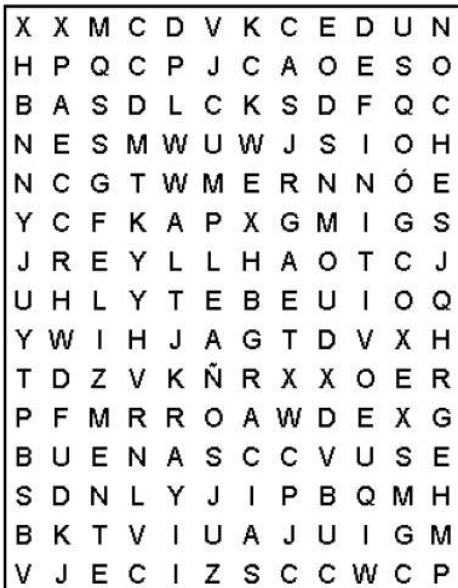 X X M C D V K C E D U N
H P Q C P J C A O E S O
B A S D L C K S D F Q C
N E S M W U W J S I O H
N C G T W M E R N N Ó E
Y C F K A P X G M I G S
J R E Y L L H A O T C J
U H L Y T E B E U I O Q
Y W I H J A G T D V X H
T D Z V K Ñ R X X O E R
P F M R R O A W D E X G
B U E N A S C C V U S E
S D N L Y J I P B Q M H
B K T V I U A J U I G M
V J E C I Z S C C W C P